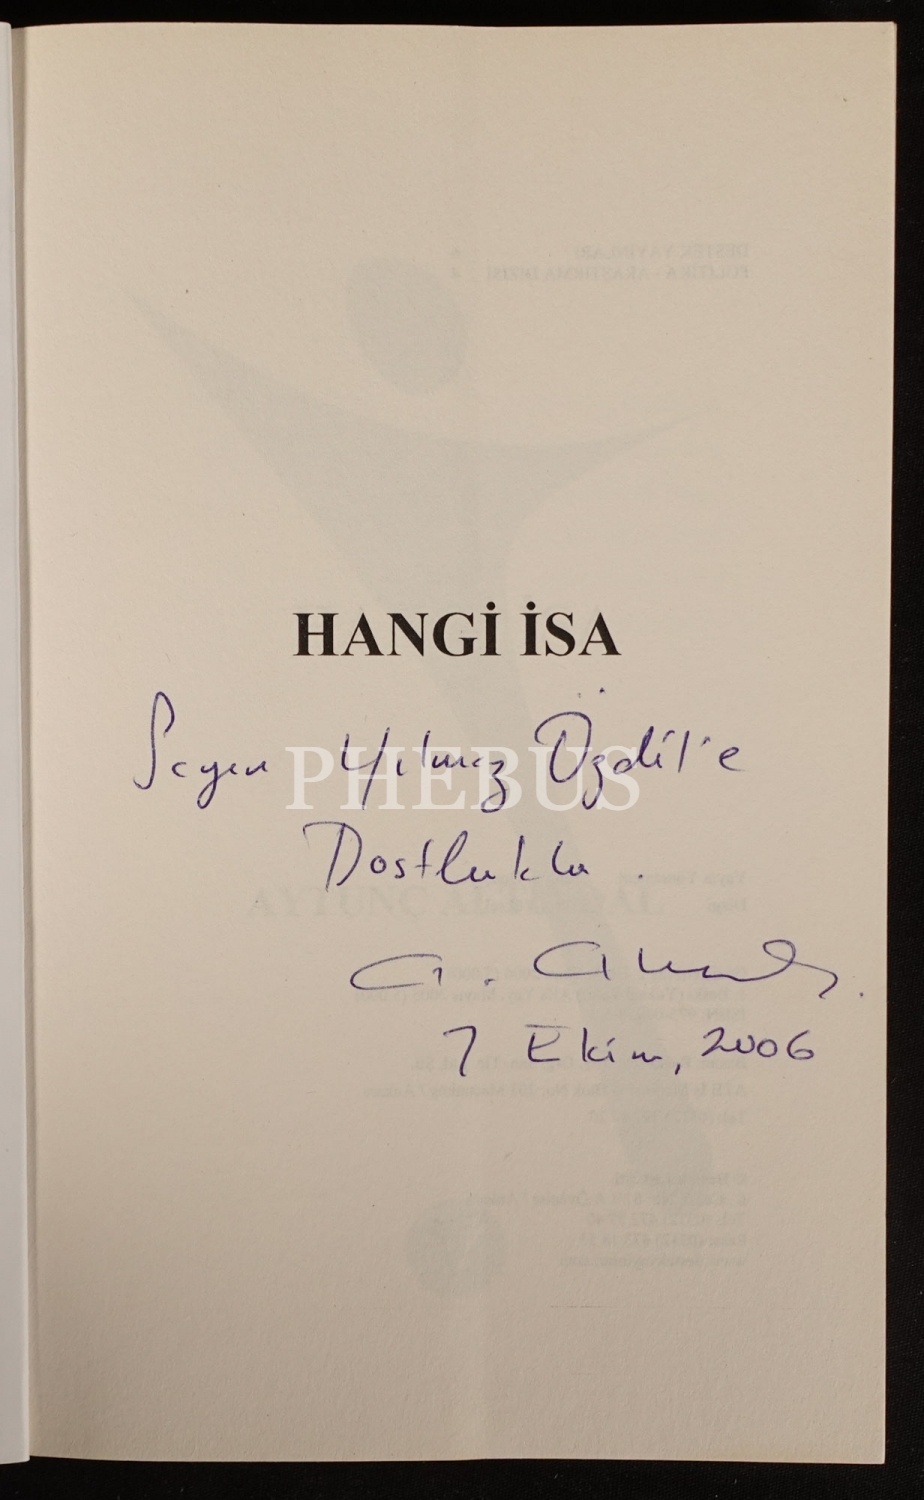 HANGİ İSA
Sayın Yılmaz Özdil'e
PHEBUS
Dostlukla.
7 Ekim, 2006